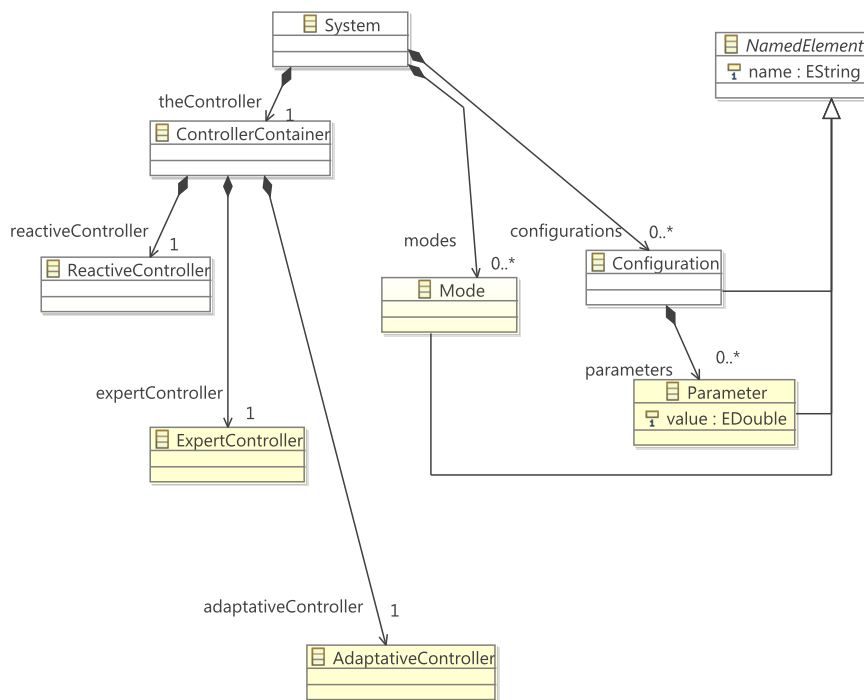 System
NamedElement
name : EString
theController
1
ControllerContainer
reactiveController
1
ReactiveController
modes
0..*
Mode
configurations
0..*
Configuration
parameters
0..*
Parameter
value : EDouble
expertController
1
ExpertController
adaptativeController
1
AdaptativeController